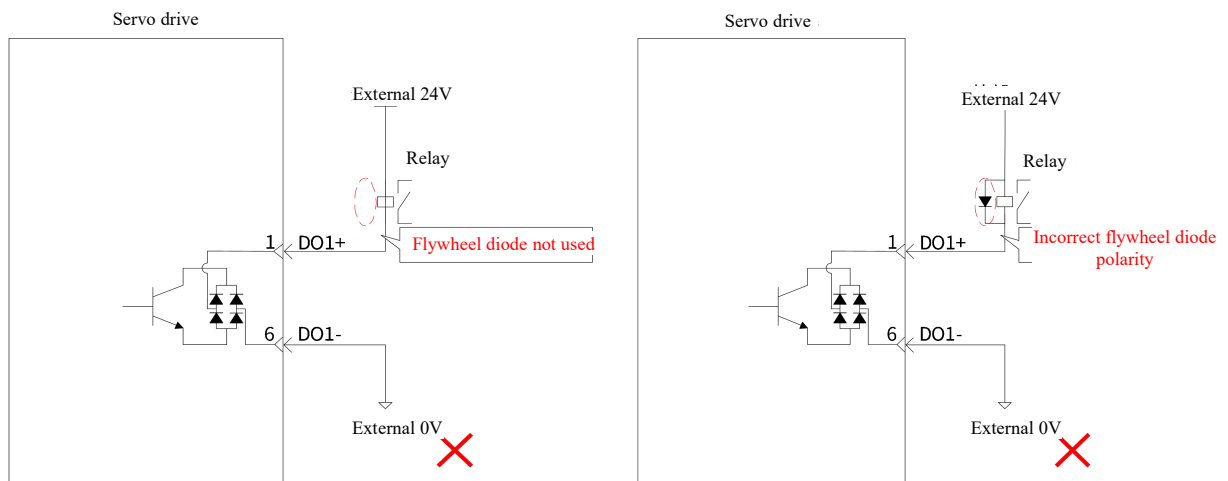 Servo drive
External 24V
Relay
Flywheel diode not used
1
DO1+
6
DO1-
External 0V
Servo drive
External 24V
Relay
Incorrect flywheel diode
polarity
1
DO1+
6
DO1-
External 0V